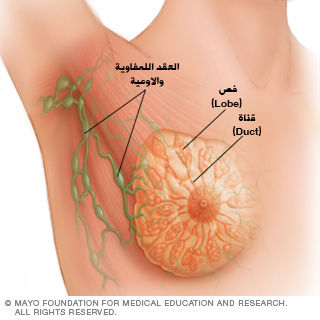 العقد اللمفاوية
والاوعية
فص
(Lobe)
قناة
(Duct)
© MAYO FOUNDATION FOR MEDICAL EDUCATION AND RESEARCH.
ALL RIGHTS RESERVED.